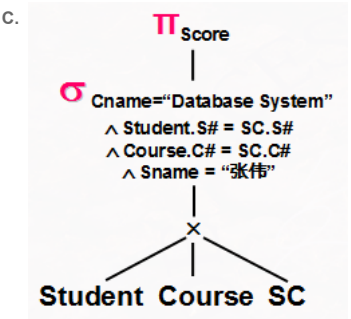 C.
π Score
σ Cname=“Database System”
∧ Student.S# = SC.S#
∧ Course.C# = SC.C#
∧ Sname = “张伟”
×
Student Course SC